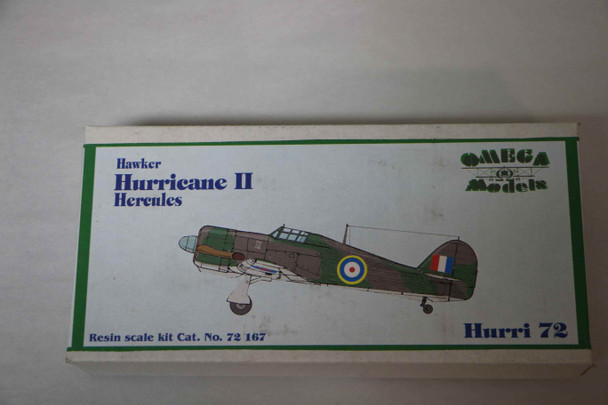 Hawker
Hurricane II
Hercules
OMEGA
Models
Resin scale kit Cat. No. 72 167
Hurri 72